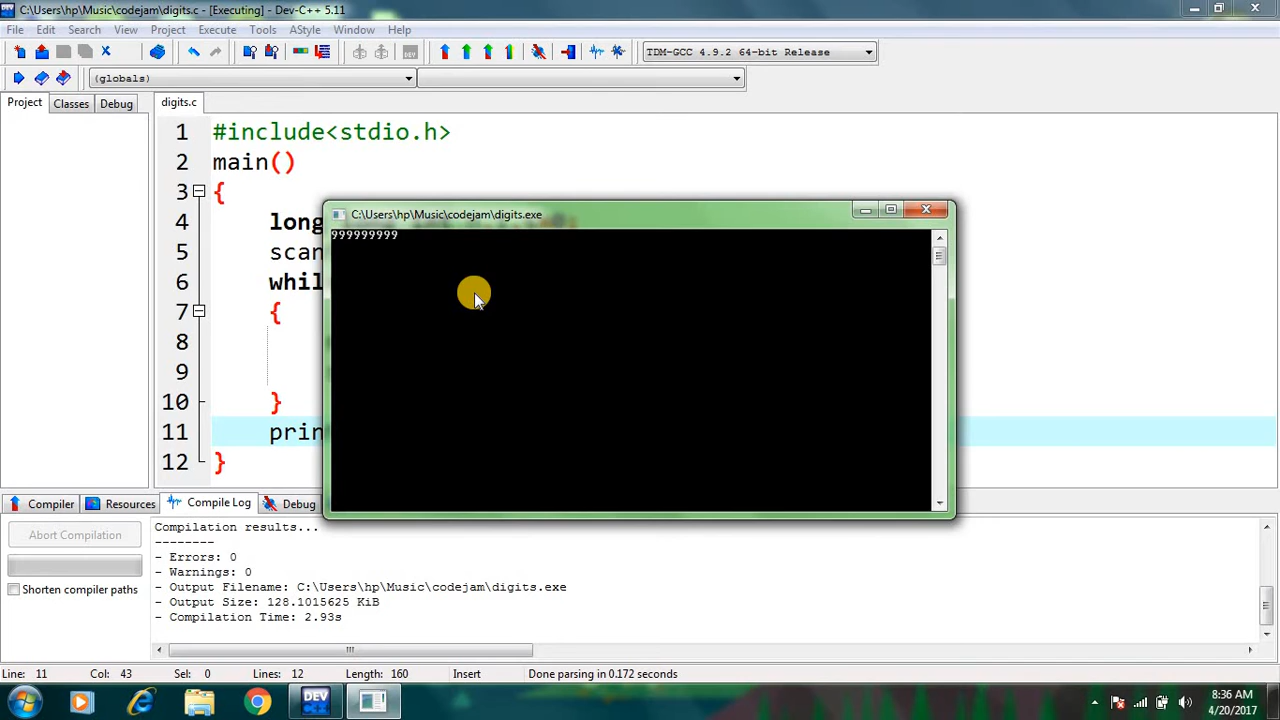 C:\Users\hp\Music\codejam\digits.c - [Executing] - Dev-C++ 5.11
File Edit Search View Project Execute Tools AStyle Window Help
TDM-GCC 4.9.2 64-bit Release
(globals)
Project Classes Debug digits.c
1 #include<stdio.h>
2 main()
3 {
4 long
5 scan
6 whil
7 {
8
9
10 }
11 prin
12 }
C:\Users\hp\Music\codejam\digits.exe
999999999
Compiler Resources Compile Log Debug
Abort Compilation
Shorten compiler paths
Compilation results...
--------
- Errors: 0
- Warnings: 0
- Output Filename: C:\Users\hp\Music\codejam\digits.exe
- Output Size: 128.1015625 KiB
- Compilation Time: 2.93s
Line: 11 Col: 43 Sel: 0 Lines: 12 Length: 160 Insert Done parsing in 0.172 seconds
DEV C++
8:36 AM
4/20/2017